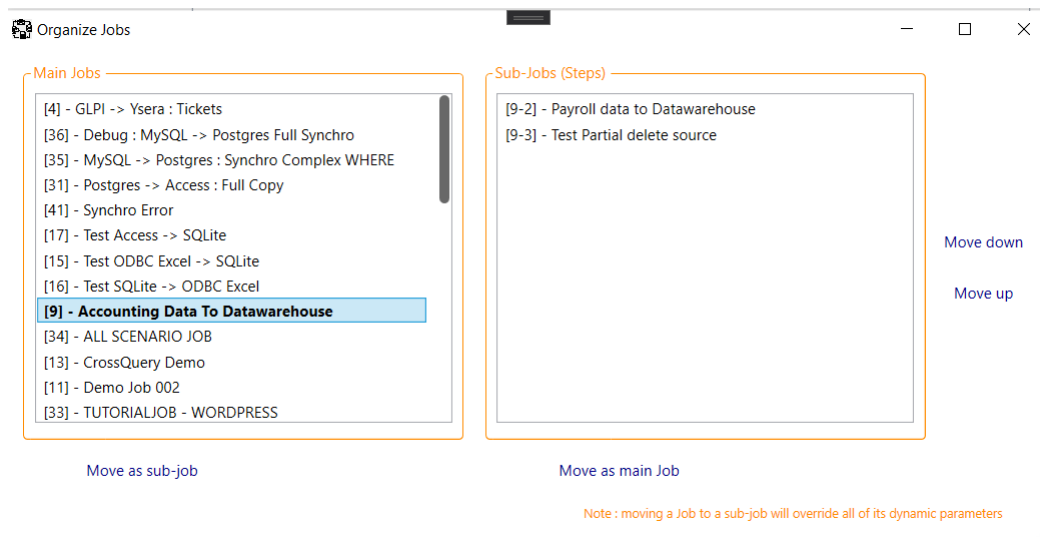 Organize Jobs
Main Jobs
[4] - GLPI -> Ysera : Tickets
[36] - Debug : MySQL -> Postgres Full Synchro
[35] - MySQL -> Postgres : Synchro Complex WHERE
[31] - Postgres -> Access : Full Copy
[41] - Synchro Error
[17] - Test Access -> SQLite
[15] - Test ODBC Excel -> SQLite
[16] - Test SQLite -> ODBC Excel
[9] - Accounting Data To Datawarehouse
[34] - ALL SCENARIO JOB
[13] - CrossQuery Demo
[11] - Demo Job 002
[33] - TUTORIALJOB - WORDPRESS
Sub-Jobs (Steps)
[9-2] - Payroll data to Datawarehouse
[9-3] - Test Partial delete source
Move down
Move up
Move as sub-job
Move as main Job
Note : moving a Job to a sub-job will override all of its dynamic parameters